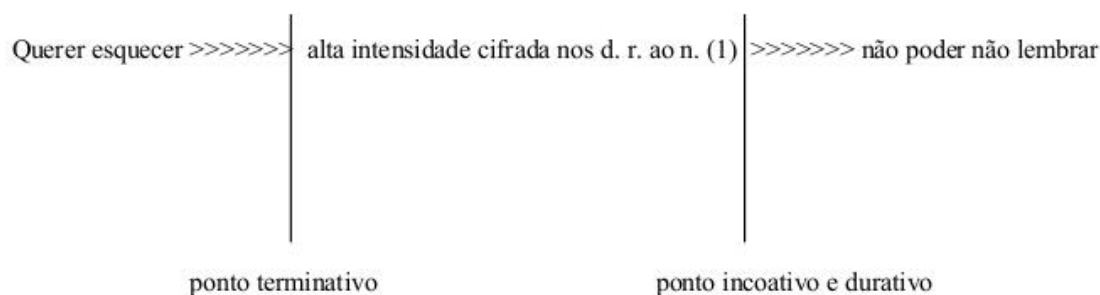 Querer esquecer >>>>>>> alta intensidade cifrada nos d. r. ao n. (1) >>>>>>> não poder não lembrar
ponto terminativo ponto incoativo e durativo